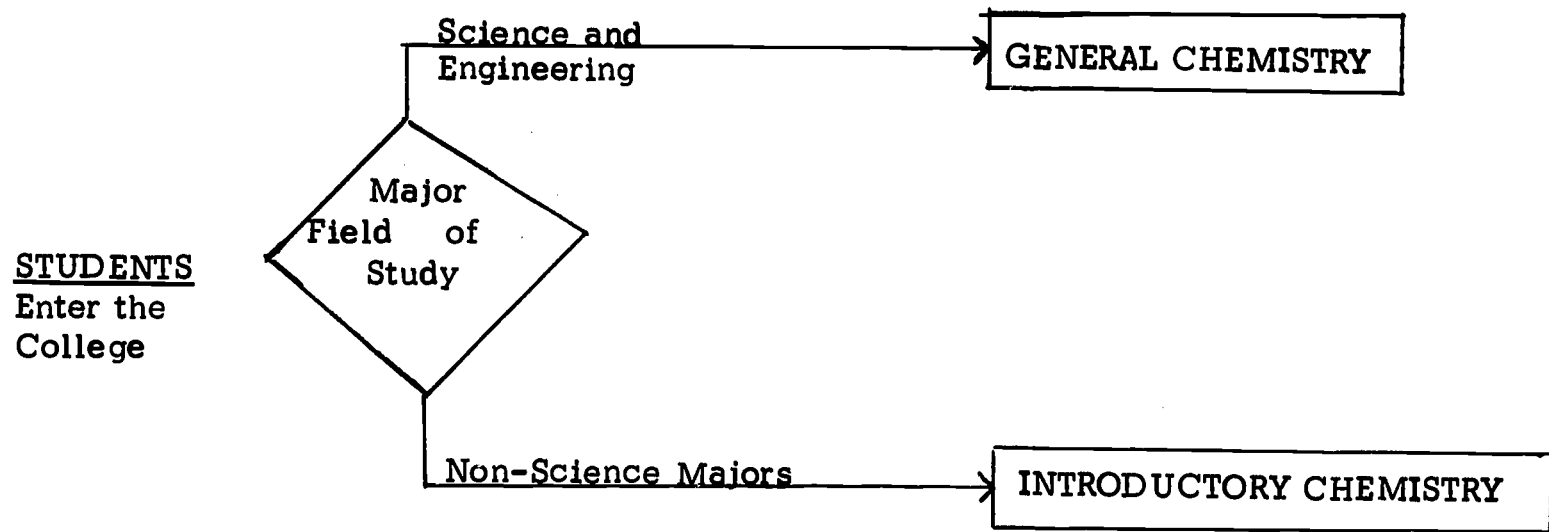 Science and
Engineering
GENERAL CHEMISTRY
Major
Field of
Study
STUDENTS
Enter the
College
Non-Science Majors
INTRODUCTORY CHEMISTRY